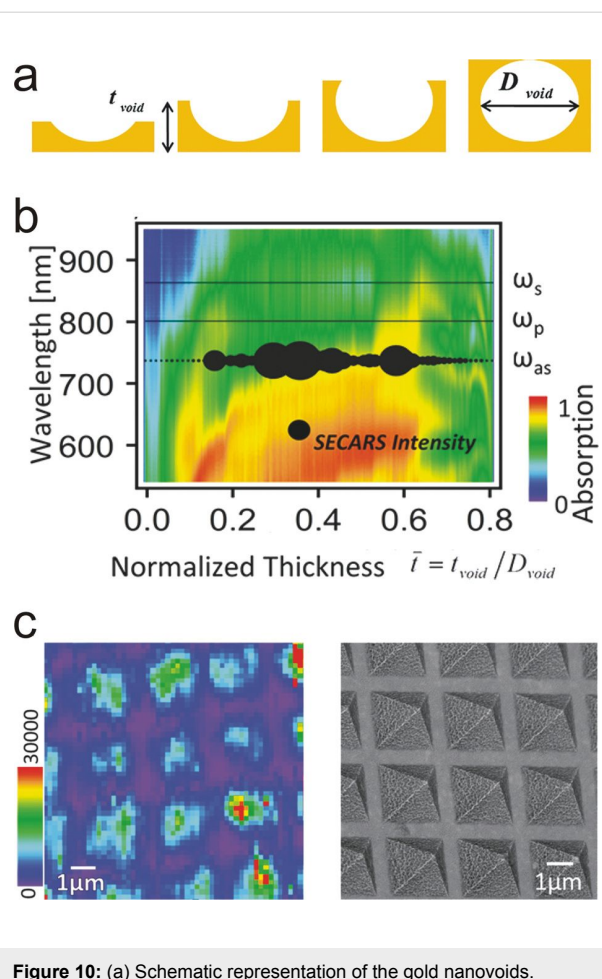 a
t void
D void
b
Wavelength [nm]
900
800
700
600
ωs
ωp
ωas
SECARS Intensity
1.
0
Absorption
0.0 0.2 0.4 0.6 0.8
Normalized Thickness t̄ = t void / D void
c
30000
0
1μm
1μm
Figure 10: (a) Schematic representation of the gold nanovoids.